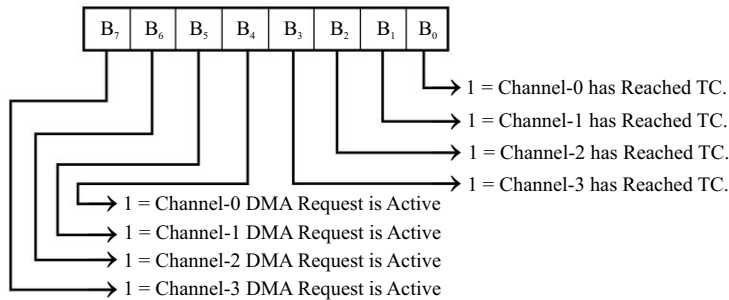 B₇ B₆ B₅ B₄ B₃ B₂ B₁ B₀
1 = Channel-0 has Reached TC.
1 = Channel-1 has Reached TC.
1 = Channel-2 has Reached TC.
1 = Channel-3 has Reached TC.
1 = Channel-0 DMA Request is Active
1 = Channel-1 DMA Request is Active
1 = Channel-2 DMA Request is Active
1 = Channel-3 DMA Request is Active